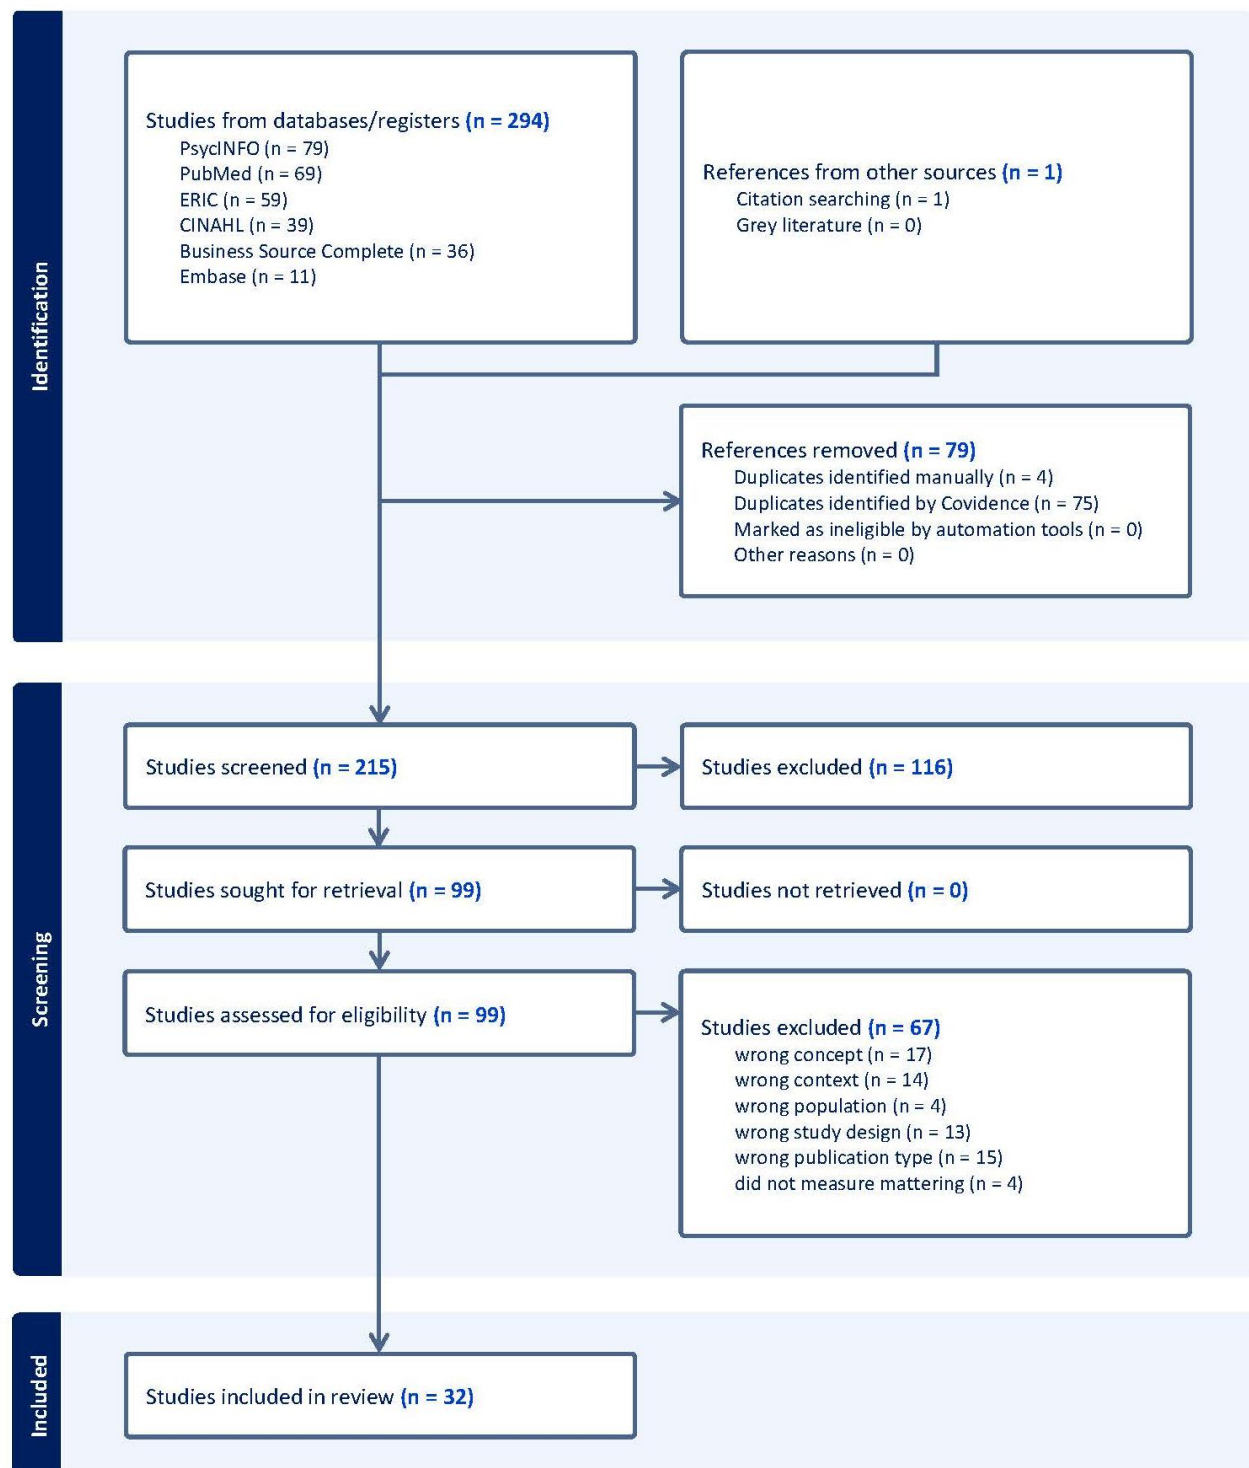 Identification
Studies from databases/registers (n = 294)
PsycINFO (n = 79)
PubMed (n = 69)
ERIC (n = 59)
CINAHL (n = 39)
Business Source Complete (n = 36)
Embase (n = 11)
References from other sources (n = 1)
Citation searching (n = 1)
Grey literature (n = 0)
References removed (n = 79)
Duplicates identified manually (n = 4)
Duplicates identified by Covidence (n = 75)
Marked as ineligible by automation tools (n = 0)
Other reasons (n = 0)
Screening
Studies screened (n = 215)
Studies excluded (n = 116)
Studies sought for retrieval (n = 99)
Studies not retrieved (n = 0)
Studies assessed for eligibility (n = 99)
Studies excluded (n = 67)
wrong concept (n = 17)
wrong context (n = 14)
wrong population (n = 4)
wrong study design (n = 13)
wrong publication type (n = 15)
did not measure mattering (n = 4)
Included
Studies included in review (n = 32)